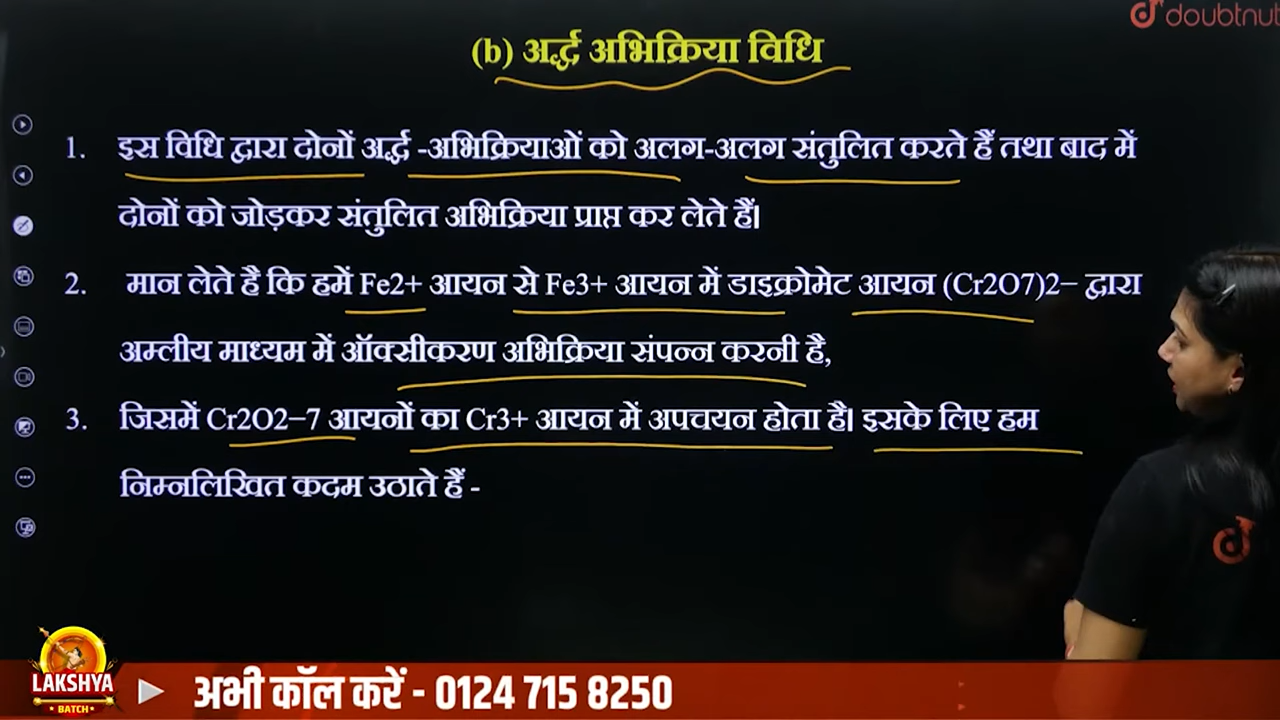 doubtnut
(b) अर्द्ध अभिक्रिया विधि
1. इस विधि द्वारा दोनों अर्द्ध -अभिक्रियाओं को अलग-अलग संतुलित करते हैं तथा बाद में
दोनों को जोड़कर संतुलित अभिक्रिया प्राप्त कर लेते हैं।
2. मान लेते है कि हमें Fe2+ आयन से Fe3+ आयन में डाइक्रोमेट आयन (Cr2O7)2− द्वारा
अम्लीय माध्यम में ऑक्सीकरण अभिक्रिया संपन्न करनी है,
3. जिसमें Cr2O2−7 आयनों का Cr3+ आयन में अपचयन होता है। इसके लिए हम
निम्नलिखित कदम उठाते हैं -
LAKSHYA
BATCH
अभी कॉल करें - 0124 715 8250